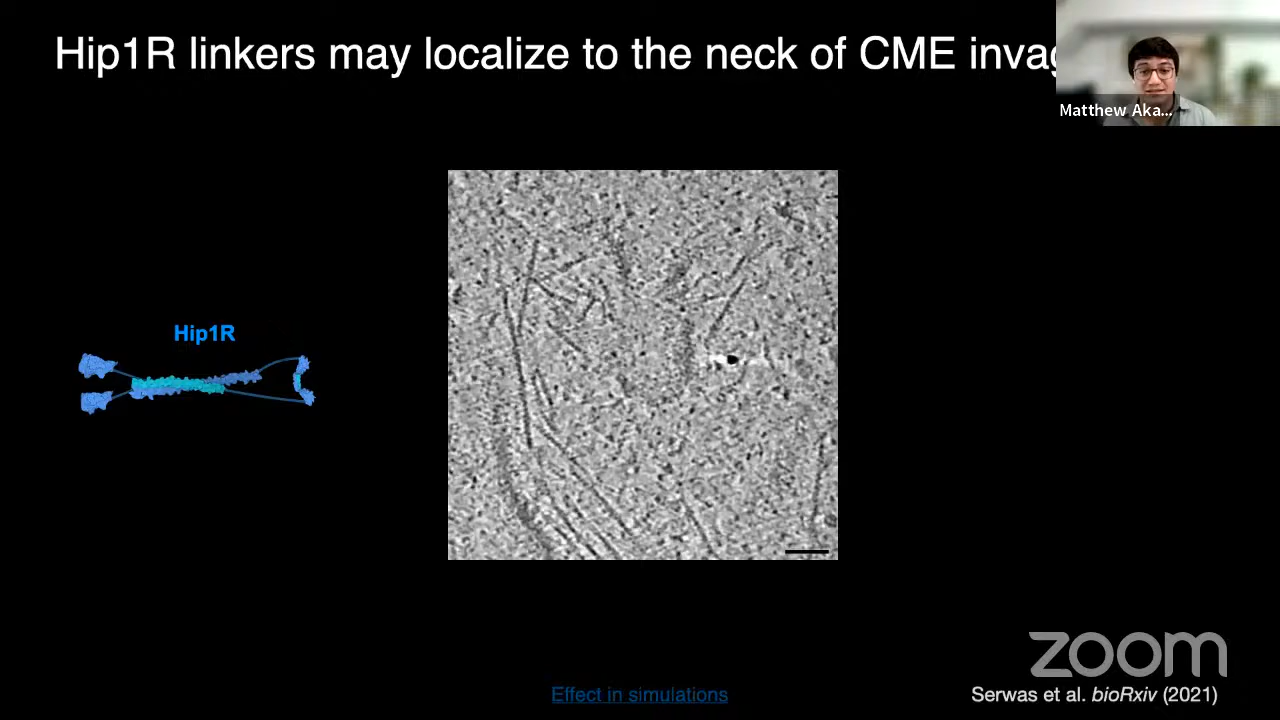 Hip1R linkers may localize to the neck of CME invag
Matthew Aka...
Hip1R
zoom
Effect in simulations
Serwas et al. bioRxiv (2021)